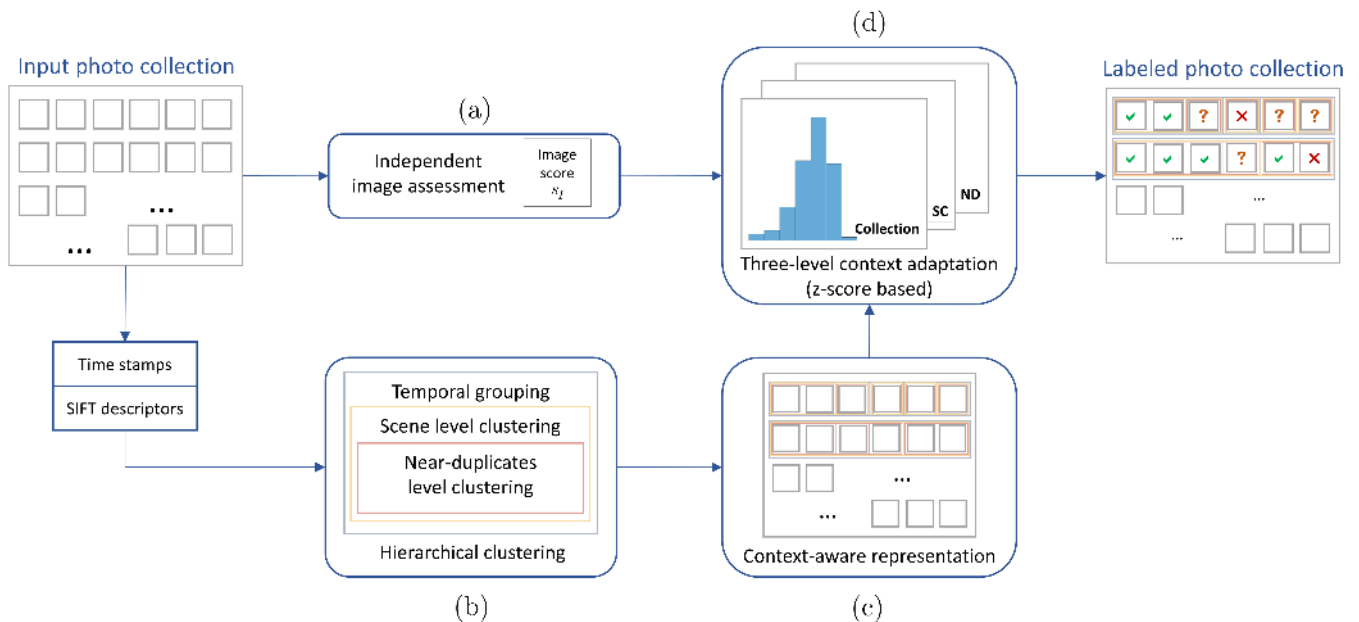 (d)
Input photo collection
Labeled photo collection
(a)
Independent
image assessment
Image
score
s_I
ND
SC
Collection
Three-level context adaptation
(z-score based)
✓ ✓ ? ✕ ? ?
✓ ✓ ✓ ? ✓ ✕
...
...
...
...
Time stamps
SIFT descriptors
Temporal grouping
Scene level clustering
Near-duplicates
level clustering
Hierarchical clustering
...
...
Context-aware representation
(b)
(c)